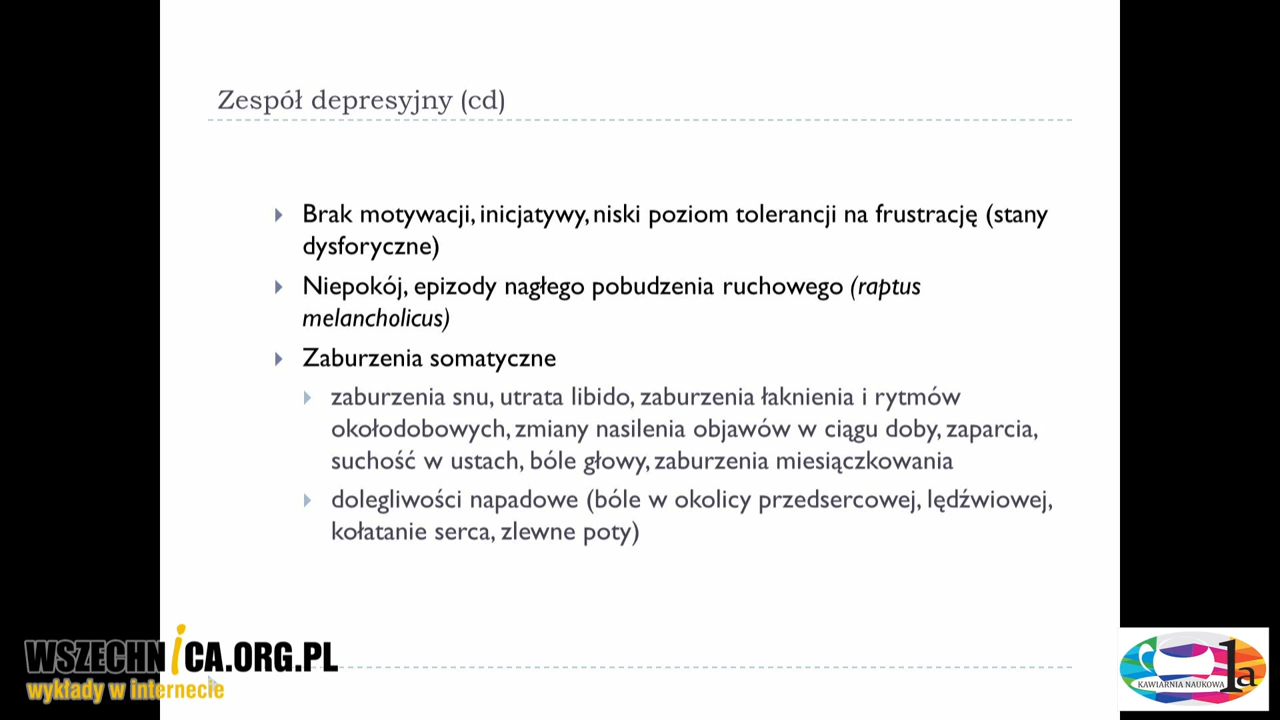 Zespół depresyjny (cd)
Brak motywacji, inicjatywy, niski poziom tolerancji na frustrację (stany
dysforyczne)
Niepokój, epizody nagłego pobudzenia ruchowego (raptus
melancholicus)
Zaburzenia somatyczne
zaburzenia snu, utrata libido, zaburzenia łaknienia i rytmów
okołodobowych, zmiany nasilenia objawów w ciągu doby, zaparcia,
suchość w ustach, bóle głowy, zaburzenia miesiączkowania
dolegliwości napadowe (bóle w okolicy przedsercowej, lędźwiowej,
kołatanie serca, zlewne poty)
WSZECHNiCA.ORG.PL
wykłady w internecie
KAWIARNIA NAUKOWA 1a